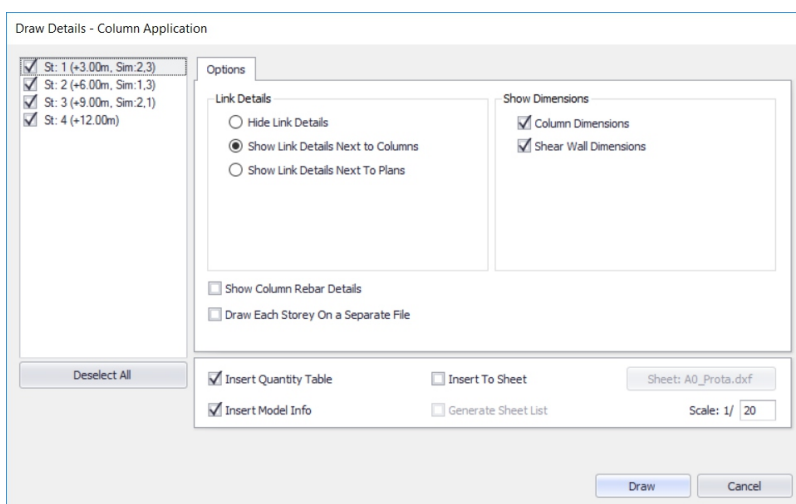 Draw Details - Column Application
St: 1 (+3.00m, Sim:2,3)
St: 2 (+6.00m, Sim:1,3)
St: 3 (+9.00m, Sim:2,1)
St: 4 (+12.00m)
Deselect All
Options
Link Details
Hide Link Details
Show Link Details Next to Columns
Show Link Details Next To Plans
Show Dimensions
Column Dimensions
Shear Wall Dimensions
Show Column Rebar Details
Draw Each Storey On a Separate File
Insert Quantity Table
Insert To Sheet
Sheet: A0_Prota.dxf
Insert Model Info
Generate Sheet List
Scale: 1/ 20
Draw
Cancel